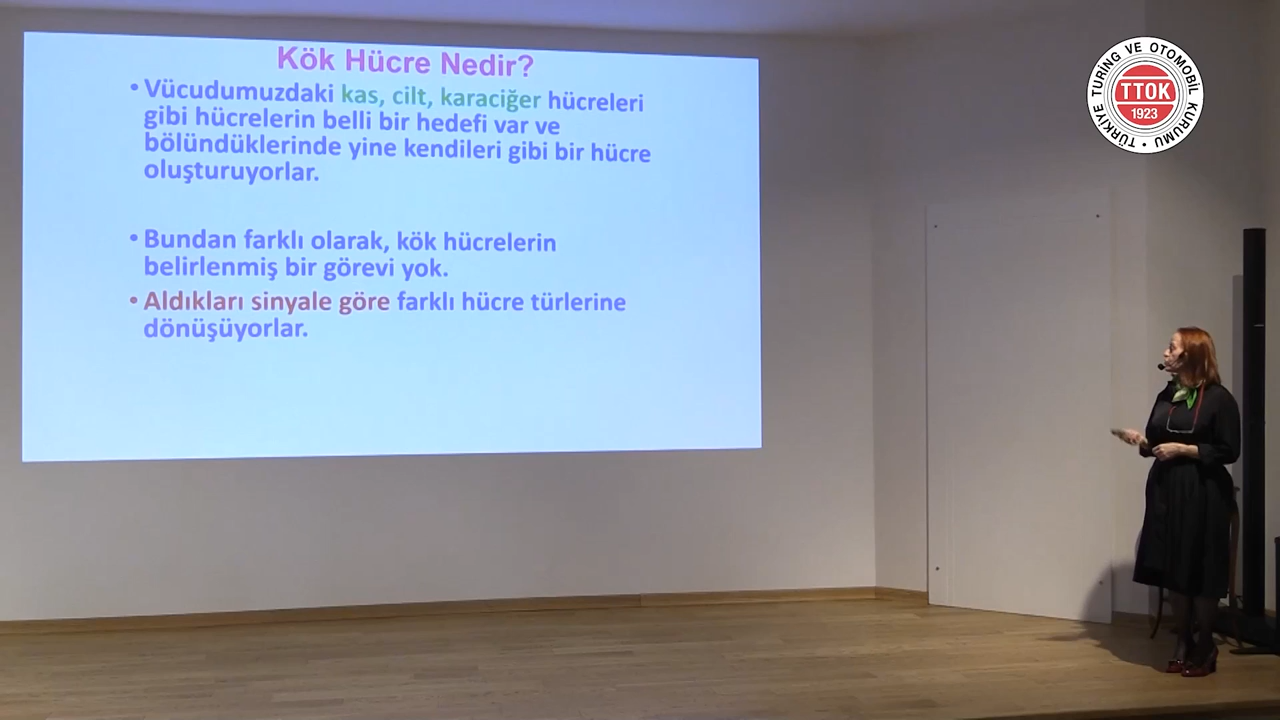 Kök Hücre Nedir?
• Vücudumuzdaki kas, cilt, karaciğer hücreleri
gibi hücrelerin belli bir hedefi var ve
bölündüklerinde yine kendileri gibi bir hücre
oluşturuyorlar.
• Bundan farklı olarak, kök hücrelerin
belirlenmiş bir görevi yok.
• Aldıkları sinyale göre farklı hücre türlerine
dönüşüyorlar.
TÜRKİYE TURİNG VE OTOMOBİL KURUMU •
TTOK
1923